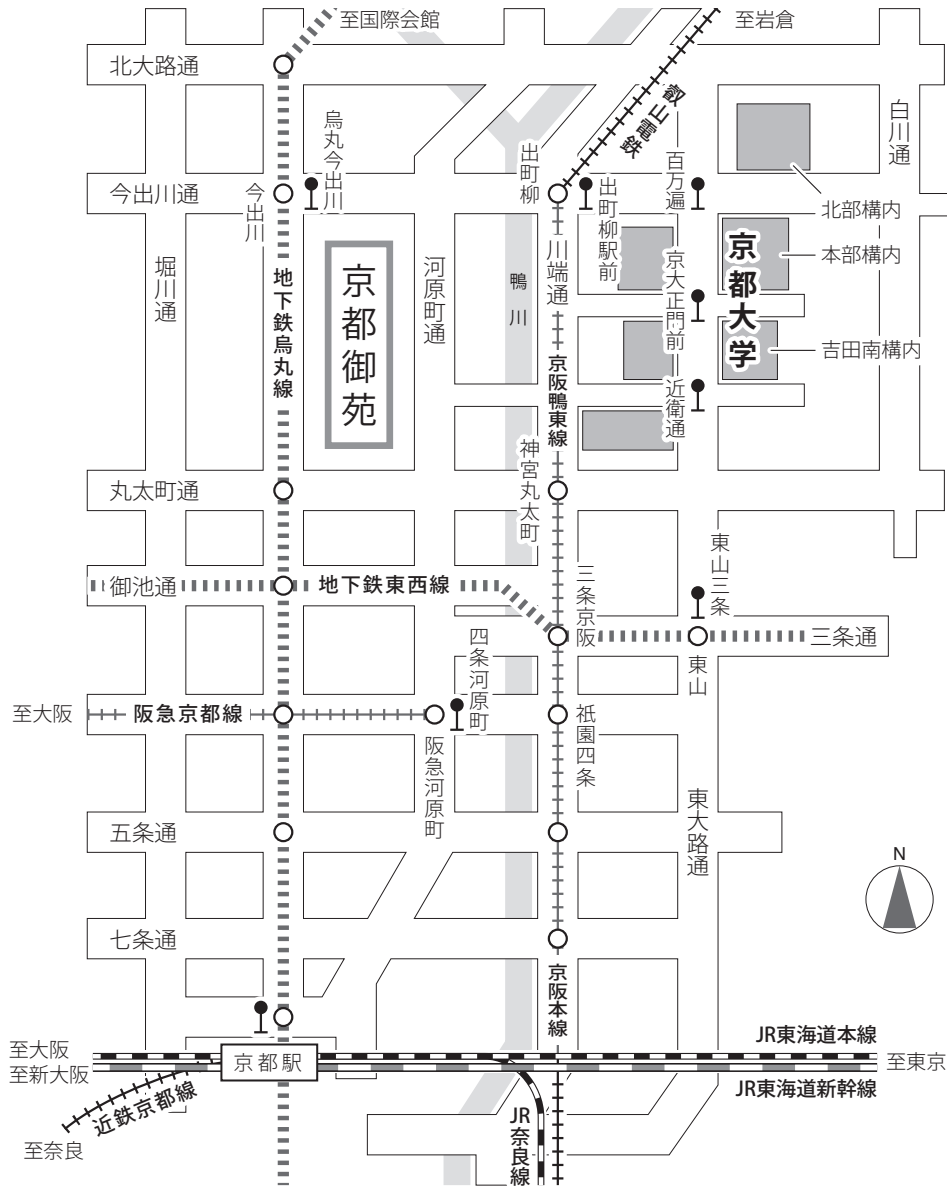 至国際会館
至岩倉
北大路通
叡山電鉄
白川通
烏丸今出川
出町柳
百万遍
今出川通
今出川
出町柳駅前
北部構内
京都大学
本部構内
堀川通
地下鉄烏丸線
京都御苑
河原町通
鴨川
川端通
京大正門前
吉田南構内
京阪鴨東線
近衛通
丸太町通
神宮丸太町
東山三条
御池通
地下鉄東西線
三条京阪
三条通
四条河原町
東山
至大阪
阪急京都線
祇園四条
阪急河原町
五条通
東大路通
N
七条通
京阪本線
JR東海道本線
至大阪
京都駅
至東京
至新大阪
JR東海道新幹線
近鉄京都線
JR奈良線
至奈良